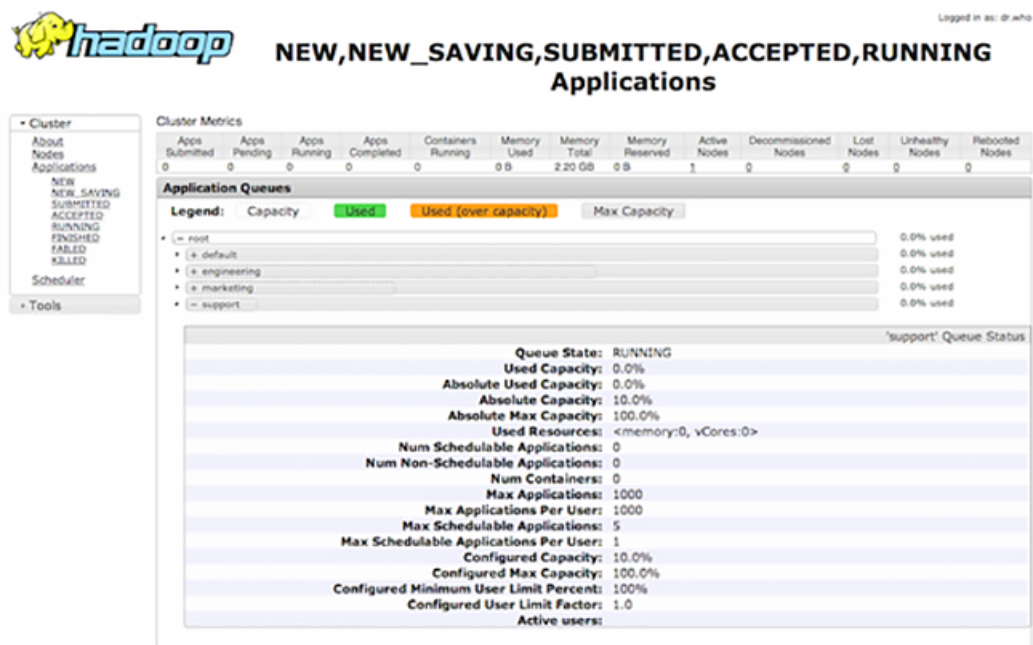 Logged in as: dr.who
hadoop
NEW,NEW_SAVING,SUBMITTED,ACCEPTED,RUNNING
Applications
Cluster
About
Nodes
Applications
NEW
NEW_SAVING
SUBMITTED
ACCEPTED
RUNNING
FINISHED
FAILED
KILLED
Scheduler
Tools
Cluster Metrics
Apps Submitted Apps Pending Apps Running Apps Completed Containers Running Memory Used Memory Total Memory Reserved Active Nodes Decommissioned Nodes Lost Nodes Unhealthy Nodes Rebooted Nodes
0 0 0 0 0 0 B 2.20 GB 0 B 1 0 0 0 0
Application Queues
Legend: Capacity Used Used (over capacity) Max Capacity
- root 0.0% used
+ default 0.0% used
+ engineering 0.0% used
+ marketing 0.0% used
- support 0.0% used
'support' Queue Status
Queue State: RUNNING
Used Capacity: 0.0%
Absolute Used Capacity: 0.0%
Absolute Capacity: 10.0%
Absolute Max Capacity: 100.0%
Used Resources: <memory:0, vCores:0>
Num Schedulable Applications: 0
Num Non-Schedulable Applications: 0
Num Containers: 0
Max Applications: 1000
Max Applications Per User: 1000
Max Schedulable Applications: 5
Max Schedulable Applications Per User: 1
Configured Capacity: 10.0%
Configured Max Capacity: 100.0%
Configured Minimum User Limit Percent: 100%
Configured User Limit Factor: 1.0
Active users: